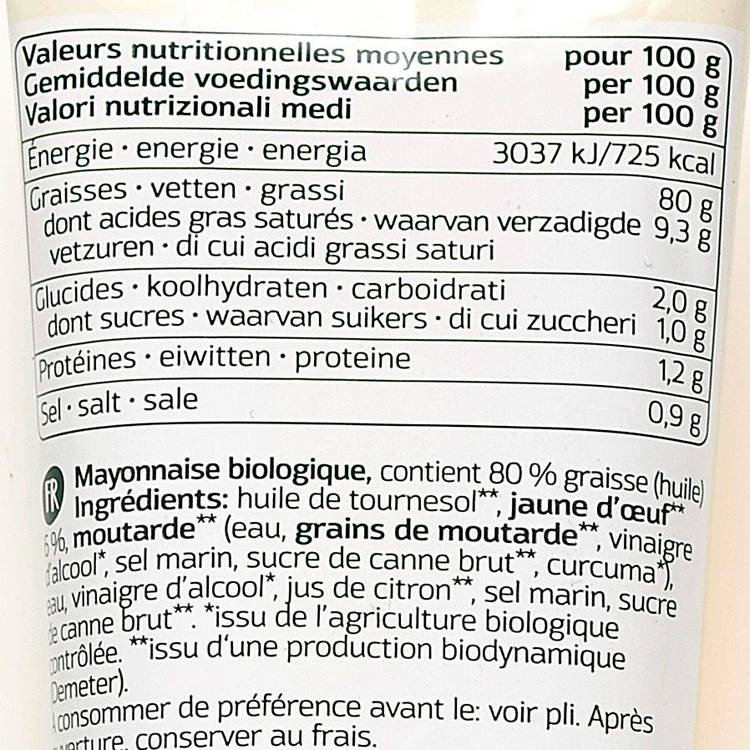 Valeurs nutritionnelles moyennes pour 100 g
Gemiddelde voedingswaarden per 100 g
Valori nutrizionali medi per 100 g
Énergie · energie · energia 3037 kJ/725 kcal
Graisses · vetten · grassi 80 g
dont acides gras saturés · waarvan verzadigde 9,3 g
vetzuren · di cui acidi grassi saturi
Glucides · koolhydraten · carboidrati 2,0 g
dont sucres · waarvan suikers · di cui zuccheri 1,0 g
Protéines · eiwitten · proteine 1,2 g
Sel · salt · sale 0,9 g
FR Mayonnaise biologique, contient 80 % graisse (huile)
Ingrédients: huile de tournesol**, jaune d'œuf**
6%, moutarde** (eau, grains de moutarde**, vinaigre
d'alcool*, sel marin, sucre de canne brut**, curcuma*),
eau, vinaigre d'alcool*, jus de citron**, sel marin, sucre
de canne brut**. *issu de l'agriculture biologique
contrôlée. **issu d'une production biodynamique
(Demeter).
A consommer de préférence avant le: voir pli. Après
conserver au frais.